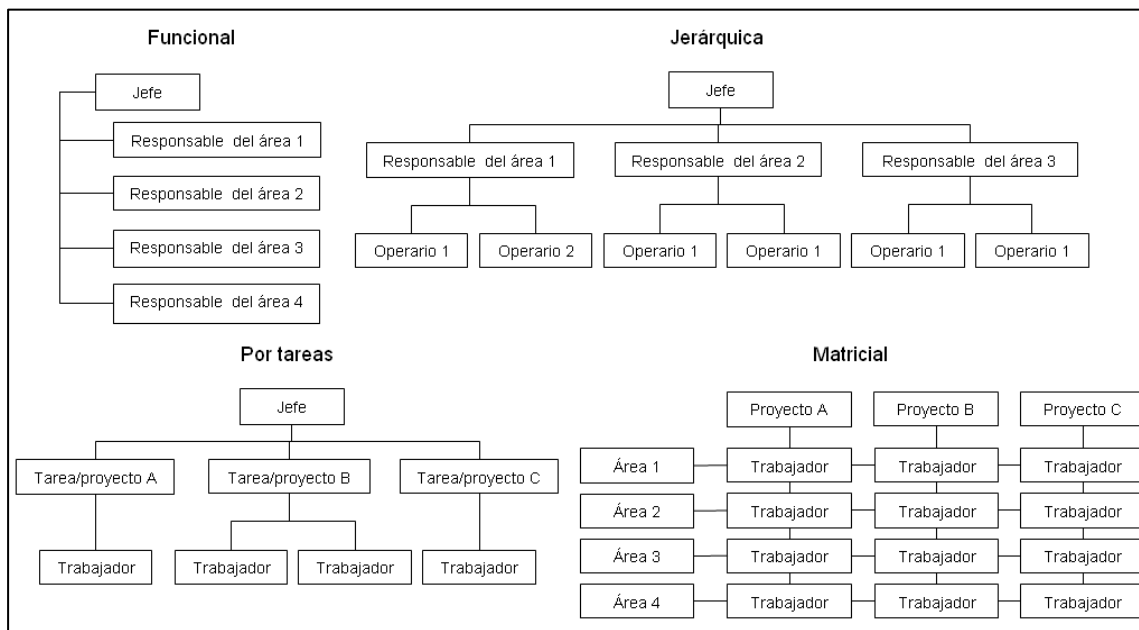 Funcional
Jefe
Responsable del área 1
Responsable del área 2
Responsable del área 3
Responsable del área 4
Jerárquica
Jefe
Responsable del área 1 Responsable del área 2 Responsable del área 3
Operario 1 Operario 2 Operario 1 Operario 1 Operario 1 Operario 1
Por tareas
Jefe
Tarea/proyecto A Tarea/proyecto B Tarea/proyecto C
Trabajador Trabajador Trabajador Trabajador
Matricial
Proyecto A Proyecto B Proyecto C
Área 1 Trabajador Trabajador Trabajador
Área 2 Trabajador Trabajador Trabajador
Área 3 Trabajador Trabajador Trabajador
Área 4 Trabajador Trabajador Trabajador